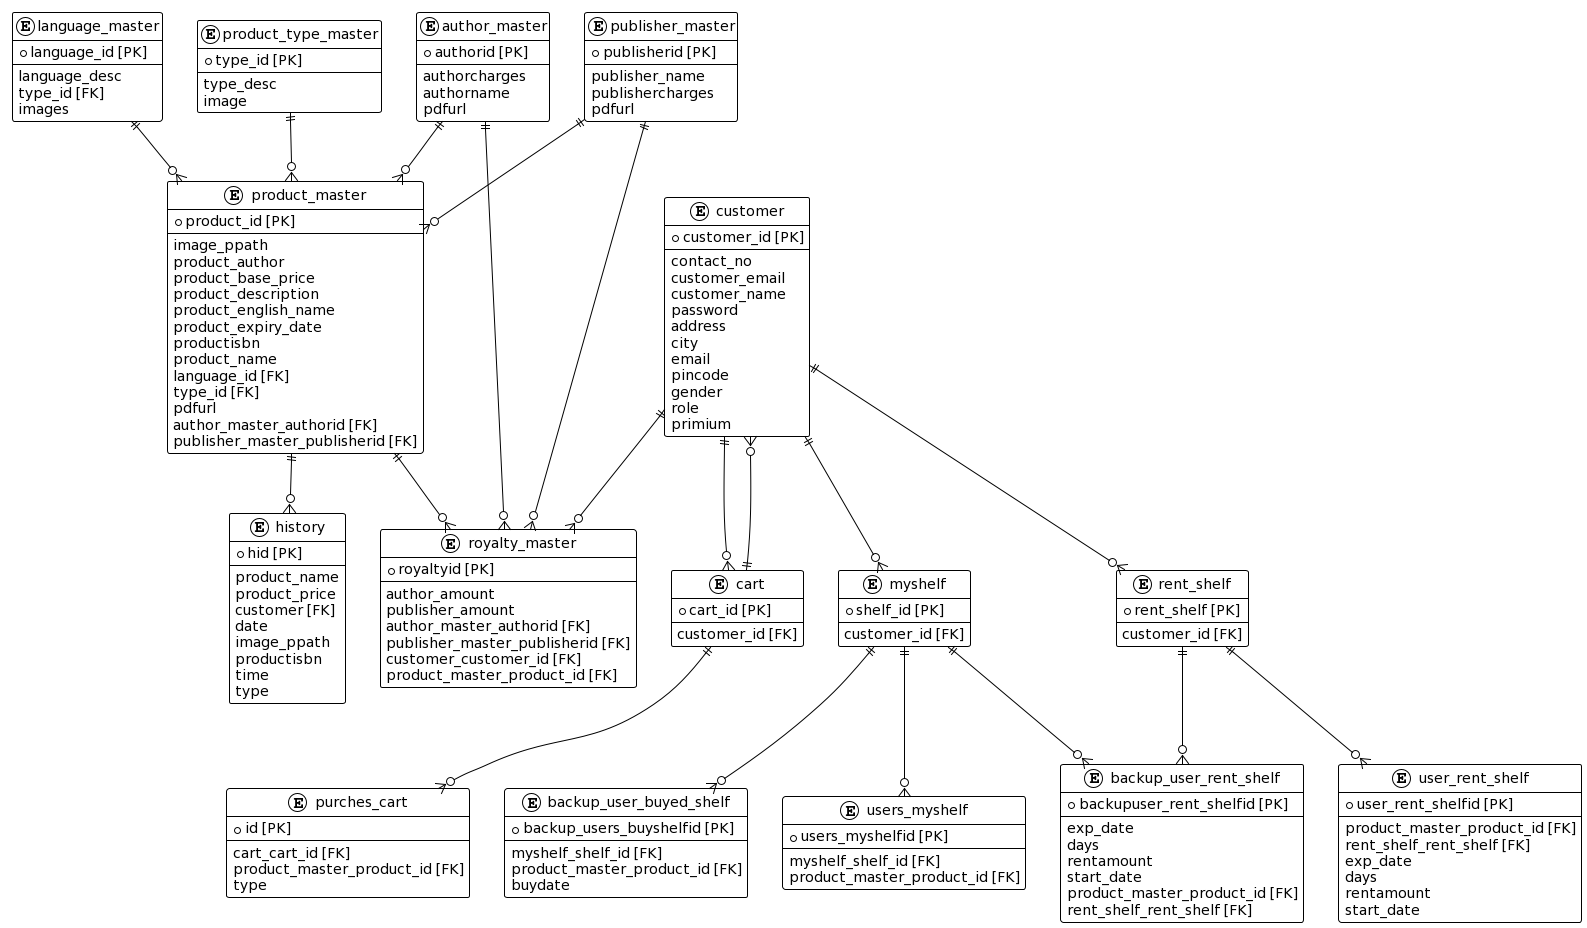 E language_master
language_id [PK]
language_desc
type_id [FK]
images
E product_type_master
type_id [PK]
type_desc
image
E author_master
authorid [PK]
authorcharges
authorname
pdfurl
E publisher_master
publisherid [PK]
publisher_name
publishercharges
pdfurl
E product_master
product_id [PK]
image_ppath
product_author
product_base_price
product_description
product_english_name
product_expiry_date
productisbn
product_name
language_id [FK]
type_id [FK]
pdfurl
author_master_authorid [FK]
publisher_master_publisherid [FK]
E customer
customer_id [PK]
contact_no
customer_email
customer_name
password
address
city
email
pincode
gender
role
primium
E history
hid [PK]
product_name
product_price
customer [FK]
date
image_ppath
productisbn
time
type
E royalty_master
royaltyid [PK]
author_amount
publisher_amount
author_master_authorid [FK]
publisher_master_publisherid [FK]
customer_customer_id [FK]
product_master_product_id [FK]
E cart
cart_id [PK]
customer_id [FK]
E myshelf
shelf_id [PK]
customer_id [FK]
E rent_shelf
rent_shelf [PK]
customer_id [FK]
E purches_cart
id [PK]
cart_cart_id [FK]
product_master_product_id [FK]
type
E backup_user_buyed_shelf
backup_users_buyshelfid [PK]
myshelf_shelf_id [FK]
product_master_product_id [FK]
buydate
E users_myshelf
users_myshelfid [PK]
myshelf_shelf_id [FK]
product_master_product_id [FK]
E backup_user_rent_shelf
backupuser_rent_shelfid [PK]
exp_date
days
rentamount
start_date
product_master_product_id [FK]
rent_shelf_rent_shelf [FK]
E user_rent_shelf
user_rent_shelfid [PK]
product_master_product_id [FK]
rent_shelf_rent_shelf [FK]
exp_date
days
rentamount
start_date